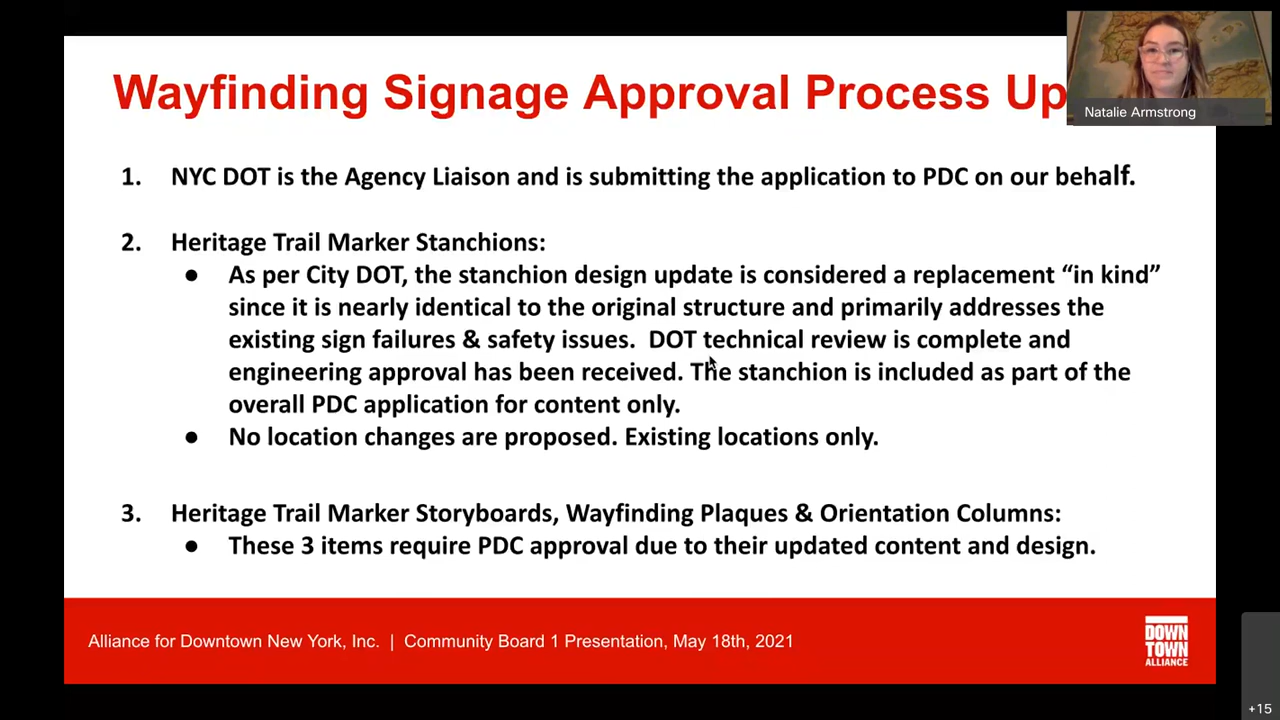 Wayfinding Signage Approval Process Up
Natalie Armstrong
1. NYC DOT is the Agency Liaison and is submitting the application to PDC on our behalf.
2. Heritage Trail Marker Stanchions:
● As per City DOT, the stanchion design update is considered a replacement “in kind”
since it is nearly identical to the original structure and primarily addresses the
existing sign failures & safety issues. DOT technical review is complete and
engineering approval has been received. The stanchion is included as part of the
overall PDC application for content only.
● No location changes are proposed. Existing locations only.
3. Heritage Trail Marker Storyboards, Wayfinding Plaques & Orientation Columns:
● These 3 items require PDC approval due to their updated content and design.
Alliance for Downtown New York, Inc. | Community Board 1 Presentation, May 18th, 2021
DOWN
TOWN
ALLIANCE
+15